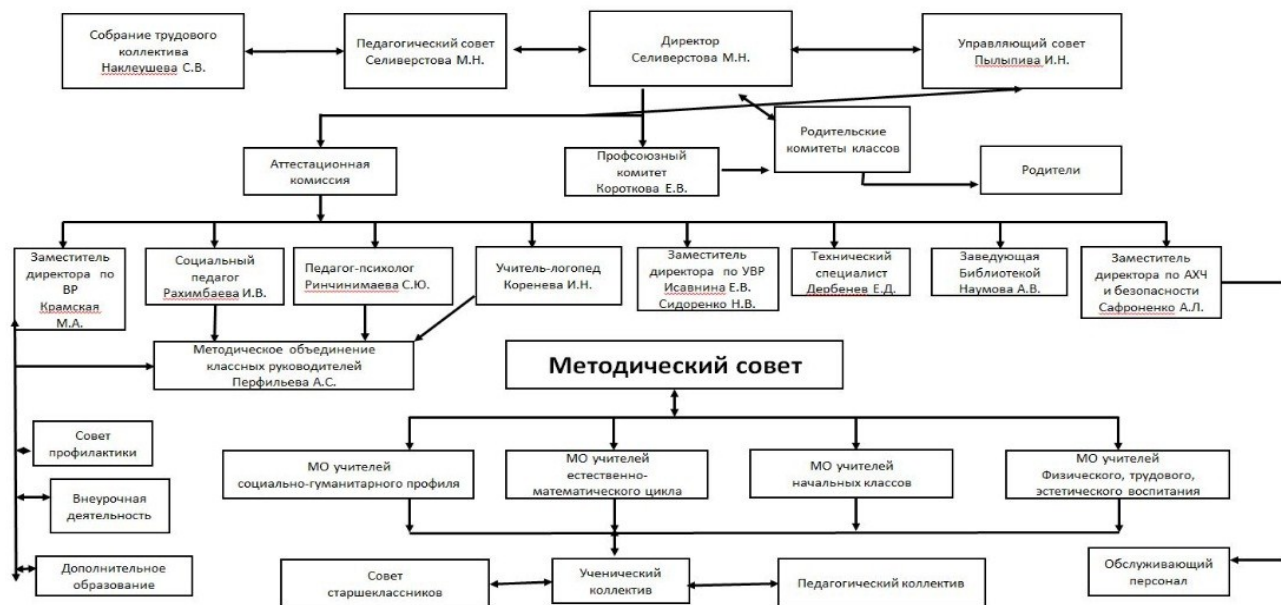 Собрание трудового
коллектива
Наклеушева С.В.
Педагогический совет
Селиверстова М.Н.
Директор
Селиверстова М.Н.
Управляющий совет
Пылыпива И.Н.
Аттестационная
комиссия
Профсоюзный
комитет
Короткова Е.В.
Родительские
комитеты классов
Родители
Заместитель
директора по
ВР
Крамская
М.А.
Социальный
педагог
Рахимбаева И.В.
Педагог-психолог
Ринчинимаева С.Ю.
Учитель-логопед
Коренева И.Н.
Заместитель
директора по УВР
Исавнина Е.В.
Сидоренко Н.В.
Технический
специалист
Дербенев Е.Д.
Заведующая
Библиотекой
Наумова А.В.
Заместитель
директора по АХЧ
и безопасности
Сафроненко А.Л.
Методическое объединение
классных руководителей
Перфильева А.С.
Методический совет
Совет
профилактики
МО учителей
социально-гуманитарного профиля
МО учителей
естественно-
математического цикла
МО учителей
начальных классов
МО учителей
Физического, трудового,
эстетического воспитания
Внеурочная
деятельность
Дополнительное
образование
Совет
старшеклассников
Ученический
коллектив
Педагогический коллектив
Обслуживающий
персонал